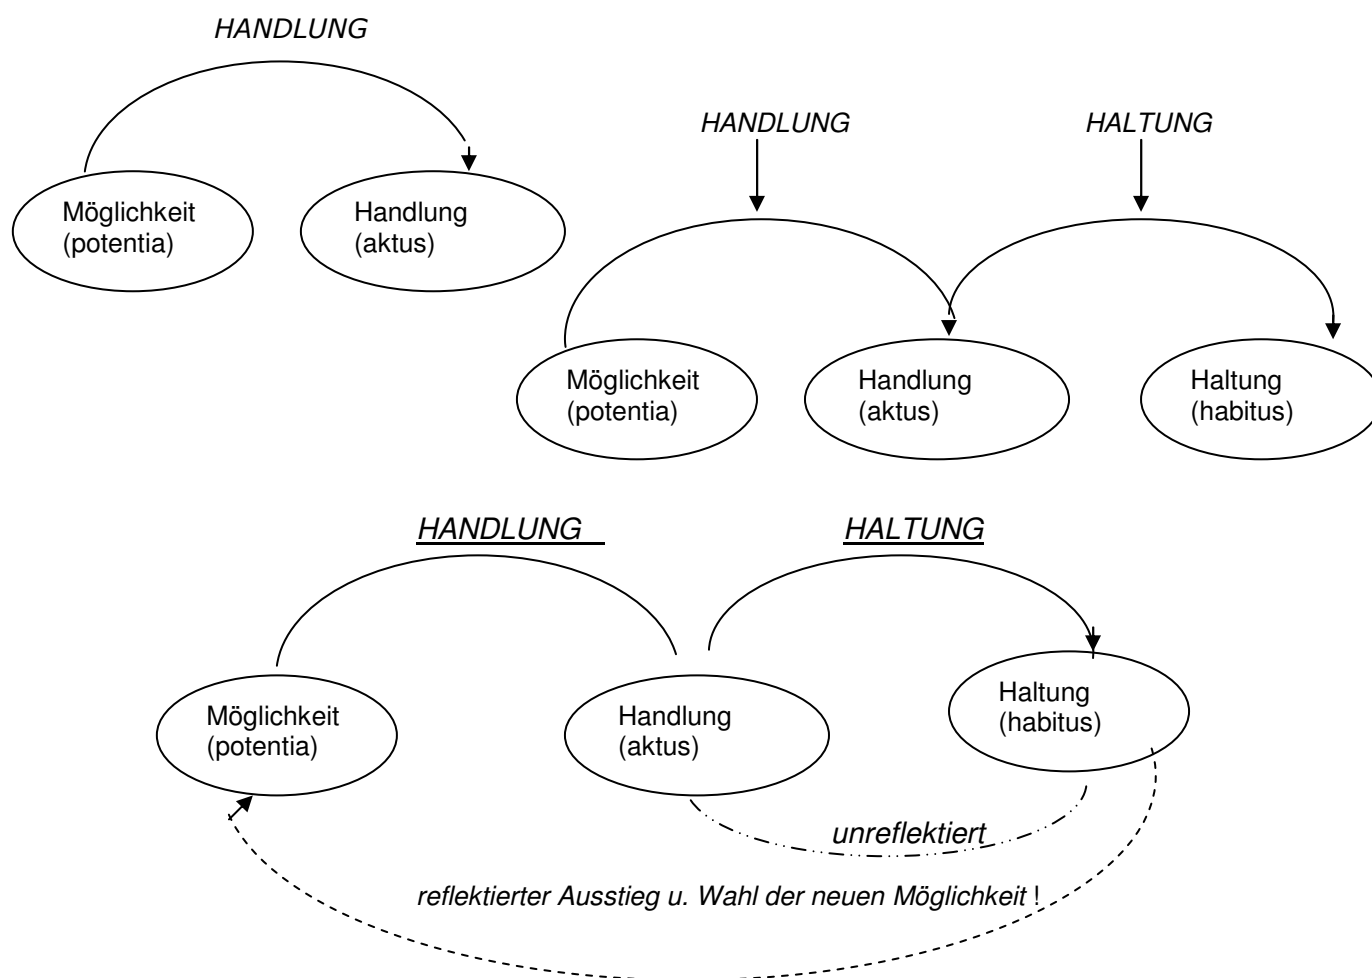 HANDLUNG
Möglichkeit
(potentia)
Handlung
(aktus)
HANDLUNG
HALTUNG
Möglichkeit
(potentia)
Handlung
(aktus)
Haltung
(habitus)
HANDLUNG
HALTUNG
Möglichkeit
(potentia)
Handlung
(aktus)
Haltung
(habitus)
unreflektiert
reflektierter Ausstieg u. Wahl der neuen Möglichkeit !